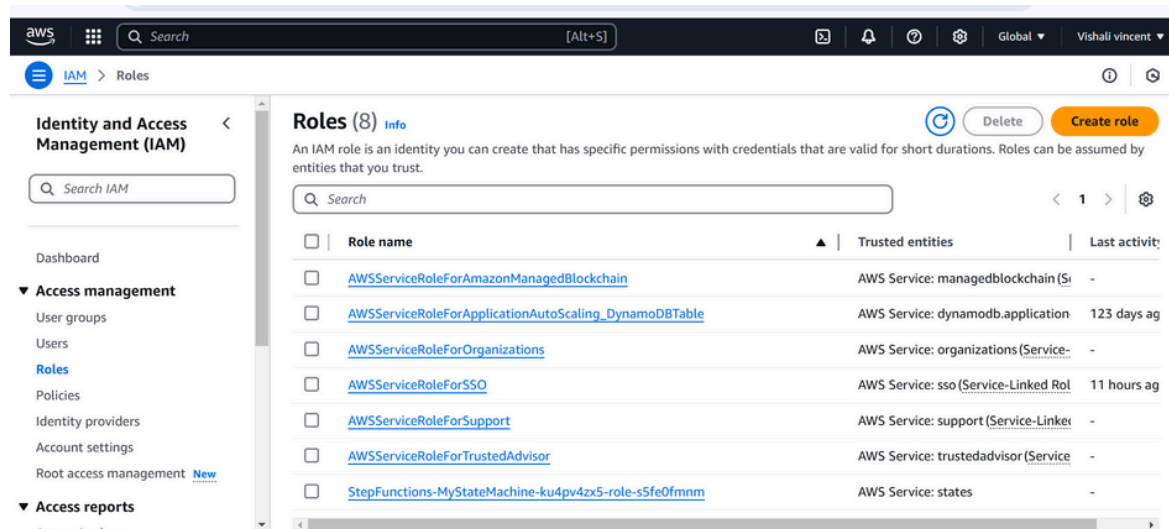 aws
Search [Alt+S] Global Vishali vincent
IAM > Roles
Identity and Access
Management (IAM)
Search IAM
Dashboard
Access management
User groups
Users
Roles
Policies
Identity providers
Account settings
Root access management New
Access reports
Roles (8) Info
Delete
Create role
An IAM role is an identity you can create that has specific permissions with credentials that are valid for short durations. Roles can be assumed by
entities that you trust.
Search
1
Role name Trusted entities Last activity
AWSServiceRoleForAmazonManagedBlockchain AWS Service: managedblockchain (Se -
AWSServiceRoleForApplicationAutoScaling_DynamoDBTable AWS Service: dynamodb.application- 123 days ag
AWSServiceRoleForOrganizations AWS Service: organizations (Service- -
AWSServiceRoleForSSO AWS Service: sso (Service-Linked Rol 11 hours ag
AWSServiceRoleForSupport AWS Service: support (Service-Linked -
AWSServiceRoleForTrustedAdvisor AWS Service: trustedadvisor (Service -
StepFunctions-MyStateMachine-ku4pv4zx5-role-s5fe0fmnm AWS Service: states -